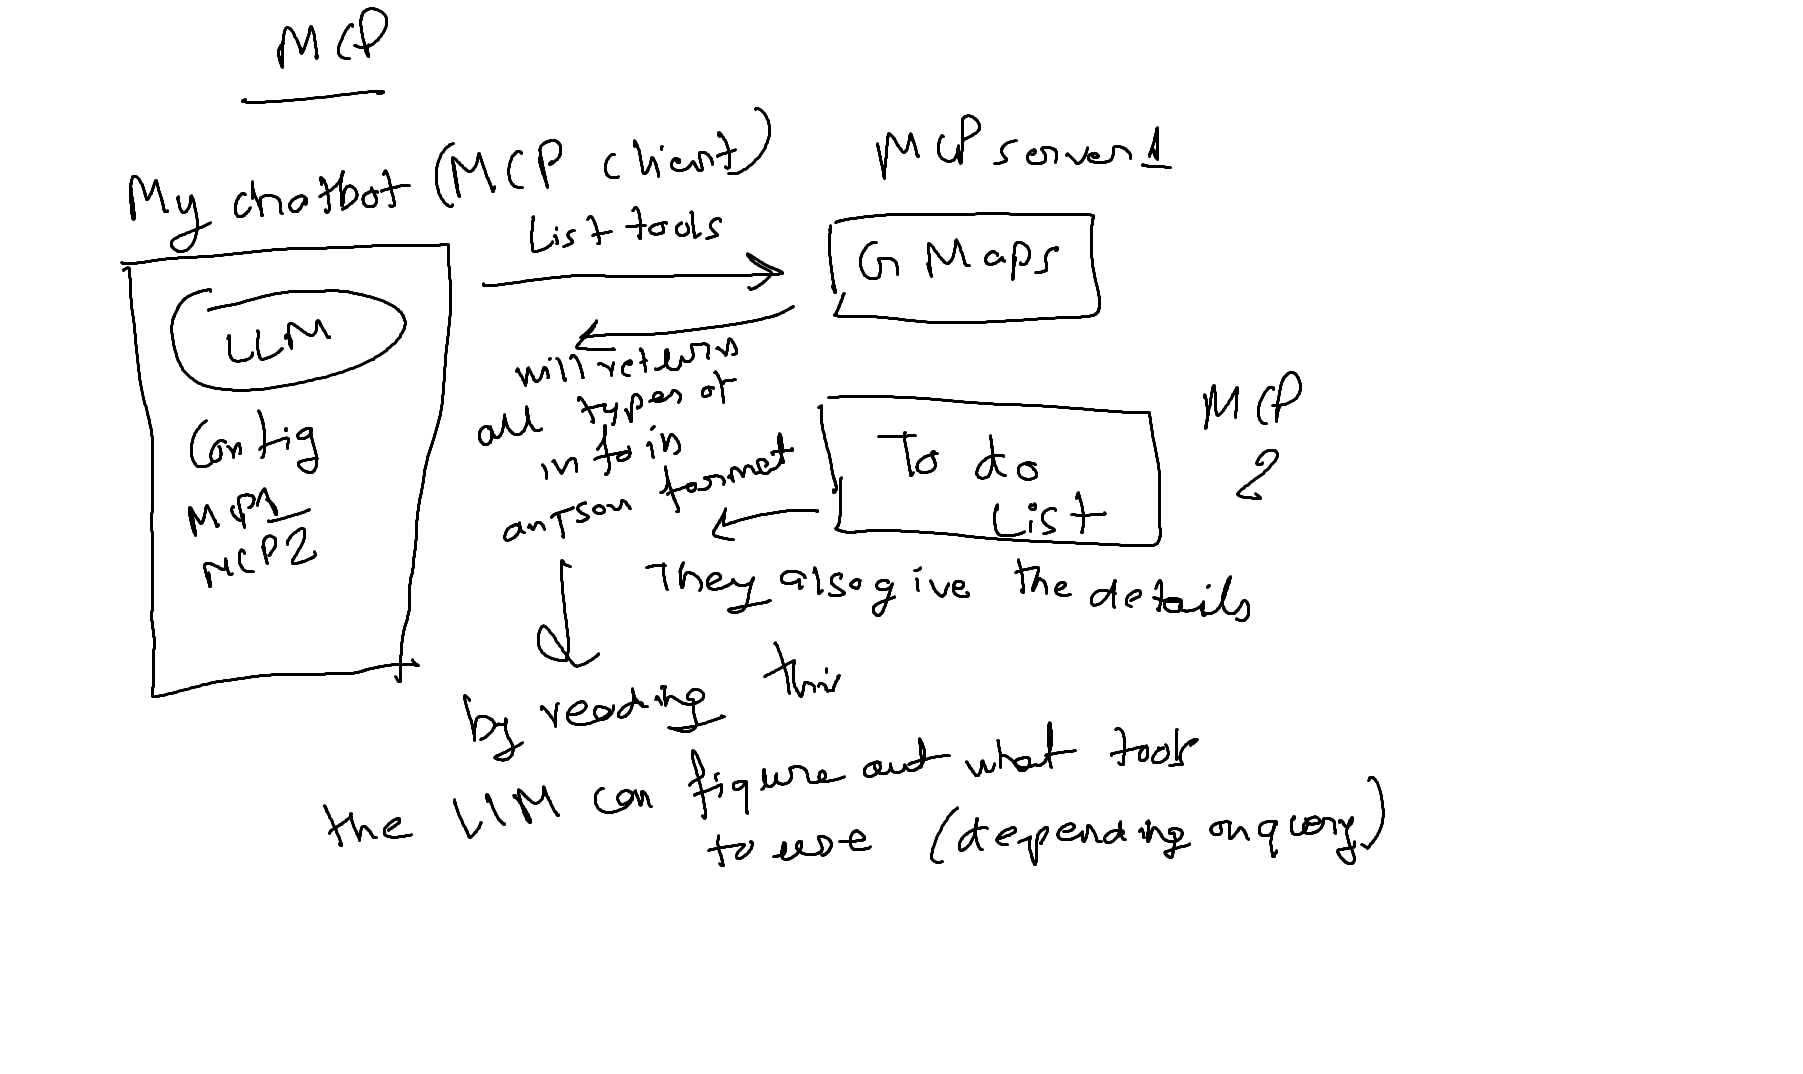 MCP
My chatbot (MCP client)
MCP server 1
List tools
G Maps
LLM
will returns
all types of
info in
an JSON format
Config
MCP1
MCP2
To do
List
MCP
2
They also give the details
by reading this
the LLM can figure out what tools
to use (depending on query)